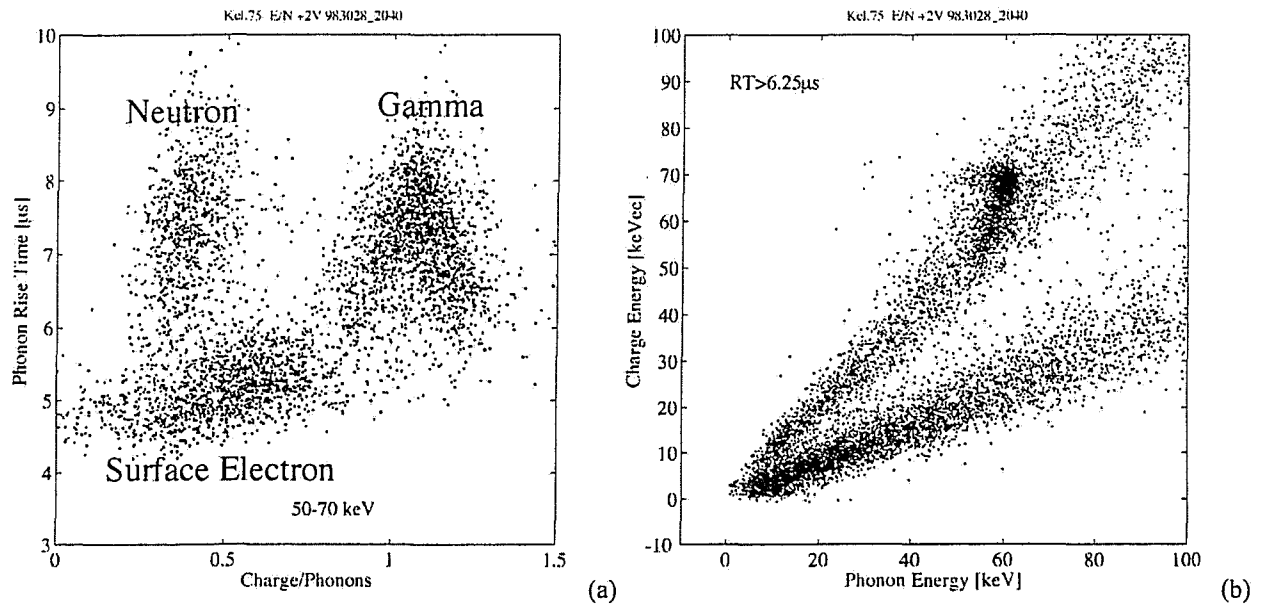 Kel.75 E/N +2V 983028_2040
10
9
8
7
6
5
4
3
Phonon Rise Time [µs]
Neutron
Gamma
Surface Electron
50-70 keV
0
0.5
1
1.5
Charge/Phonons
(a)
Kel.75 E/N +2V 983028_2040
100
90
80
70
60
50
40
30
20
10
0
-10
Charge Energy [keVee]
RT>6.25µs
0
20
40
60
80
100
Phonon Energy [keV]
(b)